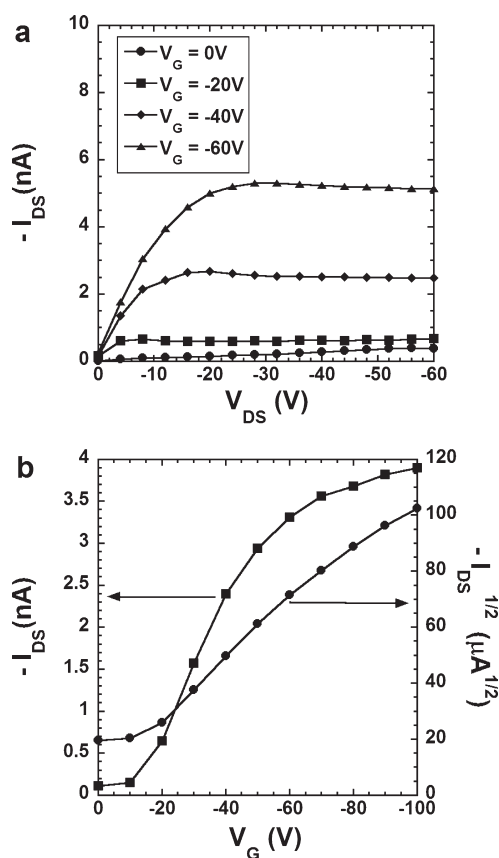 a
V_G = 0V
V_G = -20V
V_G = -40V
V_G = -60V
10
8
6
4
2
0
- I_DS(nA)
0 -10 -20 -30 -40 -50 -60
V_DS (V)
b
4
3.5
3
2.5
2
1.5
1
0.5
0
- I_DS(nA)
120
100
80
60
40
20
0
- I_DS^1/2 (μA^1/2)
0 -20 -40 -60 -80 -100
V_G (V)